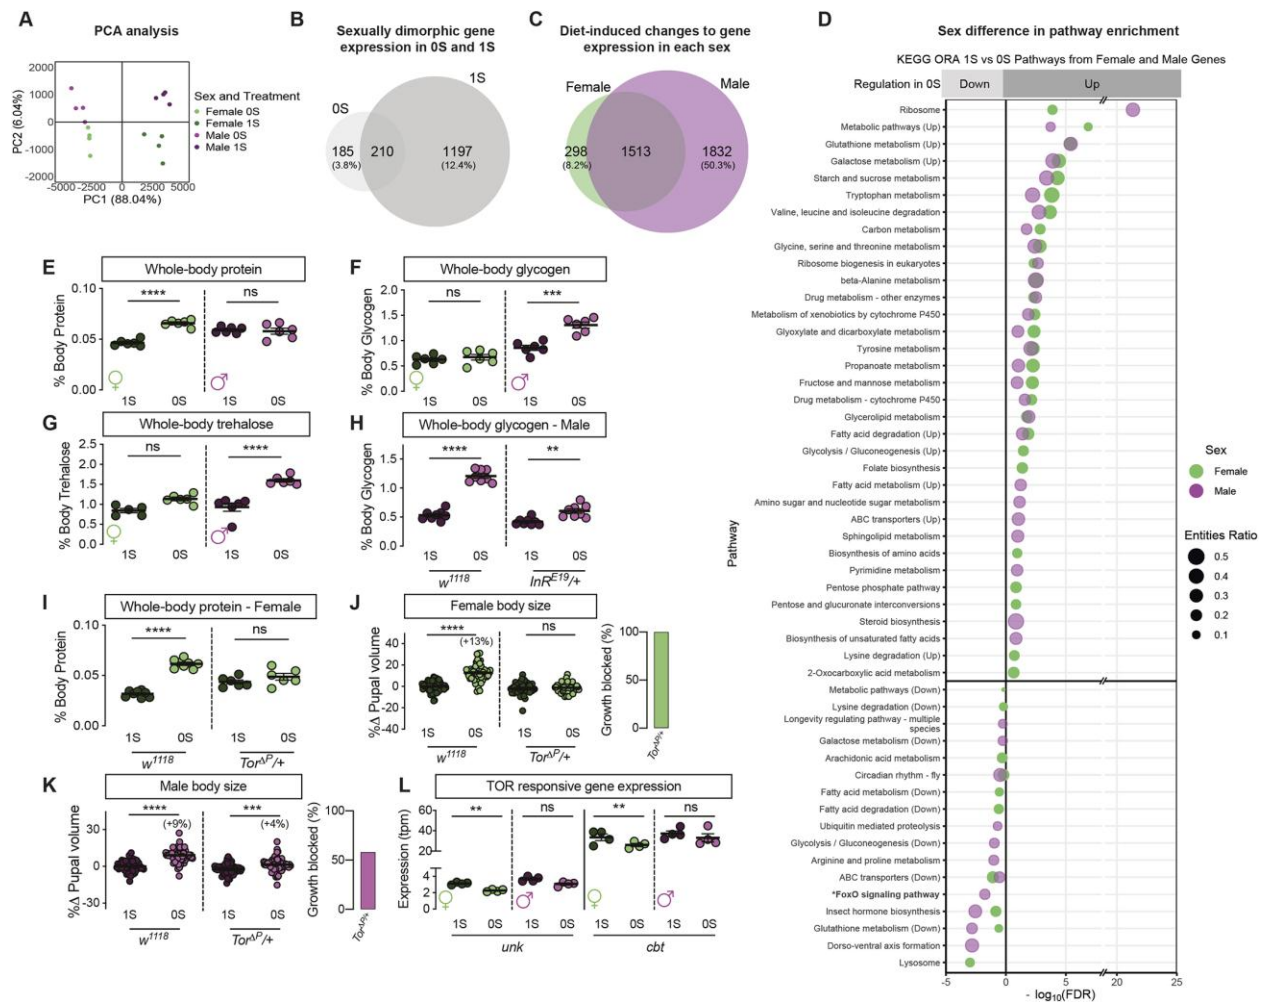 A
PCA analysis
2000
1000
0
-1000
-2000
PC2 (6.04%)
-5000 -2500 0 2500 5000
PC1 (88.04%)
Sex and Treatment
Female 0S
Female 1S
Male 0S
Male 1S
B
Sexually dimorphic gene
expression in 0S and 1S
0S
1S
185
(3.8%)
210
1197
(12.4%)
C
Diet-induced changes to gene
expression in each sex
Female
Male
298
(8.2%)
1513
1832
(50.3%)
D
Sex difference in pathway enrichment
KEGG ORA 1S vs 0S Pathways from Female and Male Genes
Regulation in 0S
Down
Up
Pathway
Ribosome
Metabolic pathways (Up)
Glutathione metabolism (Up)
Galactose metabolism (Up)
Starch and sucrose metabolism
Tryptophan metabolism
Valine, leucine and isoleucine degradation
Carbon metabolism
Glycine, serine and threonine metabolism
Ribosome biogenesis in eukaryotes
beta-Alanine metabolism
Drug metabolism - other enzymes
Metabolism of xenobiotics by cytochrome P450
Glyoxylate and dicarboxylate metabolism
Tyrosine metabolism
Propanoate metabolism
Fructose and mannose metabolism
Drug metabolism - cytochrome P450
Glycerolipid metabolism
Fatty acid degradation (Up)
Glycolysis / Gluconeogenesis (Up)
Folate biosynthesis
Fatty acid metabolism (Up)
Amino sugar and nucleotide sugar metabolism
ABC transporters (Up)
Sphingolipid metabolism
Biosynthesis of amino acids
Pyrimidine metabolism
Pentose phosphate pathway
Pentose and glucuronate interconversions
Steroid biosynthesis
Biosynthesis of unsaturated fatty acids
Lysine degradation (Up)
2-Oxocarboxylic acid metabolism
Metabolic pathways (Down)
Lysine degradation (Down)
Longevity regulating pathway - multiple
species
Galactose metabolism (Down)
Arachidonic acid metabolism
Circadian rhythm - fly
Fatty acid metabolism (Down)
Fatty acid degradation (Down)
Ubiquitin mediated proteolysis
Glycolysis / Gluconeogenesis (Down)
Arginine and proline metabolism
ABC transporters (Down)
*FoxO signaling pathway
Insect hormone biosynthesis
Glutathione metabolism (Down)
Dorso-ventral axis formation
Lysosome
-5 0 5 20 25
- log10(FDR)
Sex
Female
Male
Entities Ratio
0.5
0.4
0.3
0.2
0.1
E
Whole-body protein
% Body Protein
0.10
0.05
0.00
****
ns
♀
♂
1S 0S 1S 0S
F
Whole-body glycogen
% Body Glycogen
2.0
1.5
1.0
0.5
0.0
ns
***
♀
♂
1S 0S 1S 0S
G
Whole-body trehalose
% Body Trehalose
2.5
2.0
1.5
1.0
0.5
0.0
ns
****
♀
♂
1S 0S 1S 0S
H
Whole-body glycogen - Male
% Body Glycogen
1.5
1.0
0.5
0.0
****
**
1S 0S 1S 0S
w1118 InRE19/+
I
Whole-body protein - Female
% Body Protein
0.10
0.05
0.00
****
ns
1S 0S 1S 0S
w1118 TorΔP/+
J
Female body size
%Δ Pupal volume
40
20
0
-20
-40
****
(+13%)
ns
1S 0S 1S 0S
w1118 TorΔP/+
Growth blocked (%)
100
50
0
TorΔP/+
K
Male body size
%Δ Pupal volume
30
0
-30
****
(+9%)
***
(+4%)
1S 0S 1S 0S
w1118 TorΔP/+
Growth blocked (%)
100
50
0
TorΔP/+
L
TOR responsive gene expression
Expression (tpm)
60
40
20
4
2
0
**
ns
**
ns
♀
♂
♀
♂
1S 0S 1S 0S 1S 0S 1S 0S
unk cbt